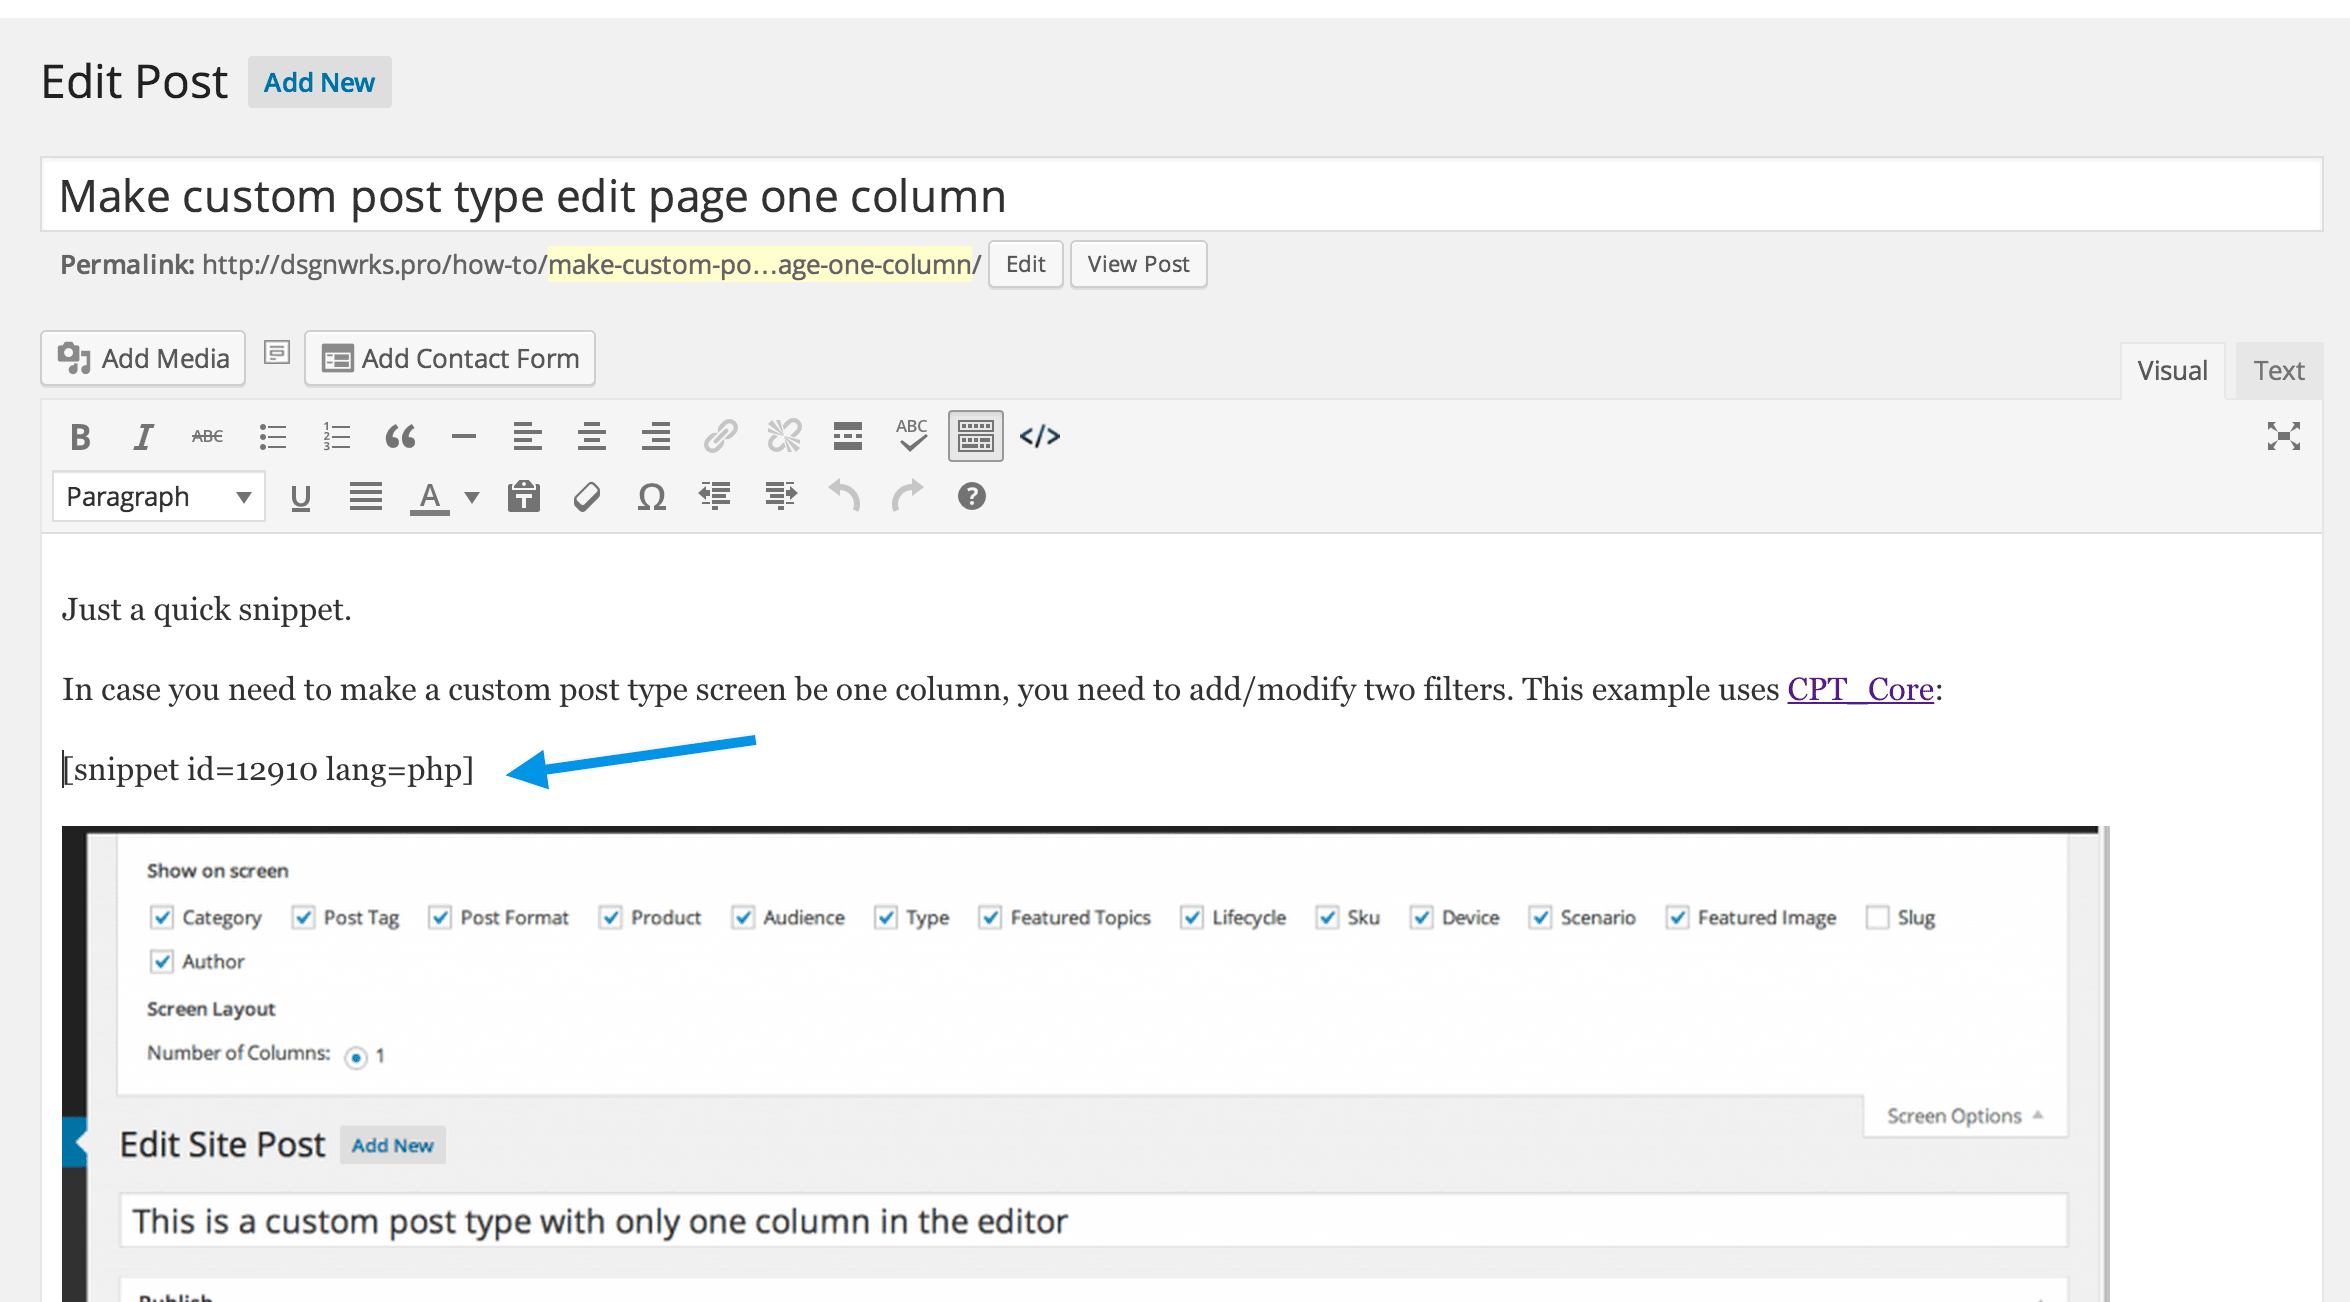 Edit Post Add New
Make custom post type edit page one column
Permalink: http://dsgnwrks.pro/how-to/make-custom-po…age-one-column/ Edit View Post
Add Media Add Contact Form Visual Text
B I ABC ABC </>
Paragraph U A T Ω ?
Just a quick snippet.
In case you need to make a custom post type screen be one column, you need to add/modify two filters. This example uses CPT_Core:
[snippet id=12910 lang=php]
Show on screen
Category Post Tag Post Format Product Audience Type Featured Topics Lifecycle Sku Device Scenario Featured Image Slug
Author
Screen Layout
Number of Columns: 1
Screen Options
Edit Site Post Add New
This is a custom post type with only one column in the editor
Publish